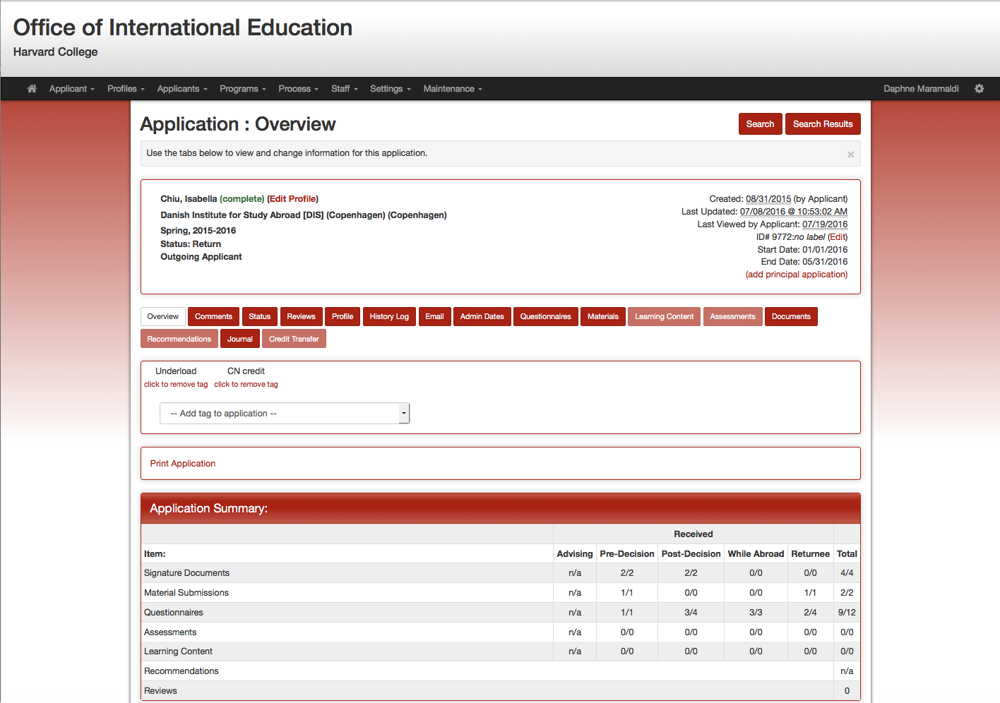 Office of International Education
Harvard College
Applicant Profiles Applicants Programs Process Staff Settings Maintenance Daphne Maramaldi
Application : Overview
Search Search Results
Use the tabs below to view and change information for this application. ×
Chiu, Isabella (complete) (Edit Profile)
Danish Institute for Study Abroad [DIS] (Copenhagen) (Copenhagen)
Spring, 2015-2016
Status: Return
Outgoing Applicant
Created: 08/31/2015 (by Applicant)
Last Updated: 07/08/2016 @ 10:53:02 AM
Last Viewed by Applicant: 07/19/2016
ID# 9772:no label (Edit)
Start Date: 01/01/2016
End Date: 05/31/2016
(add principal application)
Overview Comments Status Reviews Profile History Log Email Admin Dates Questionnaires Materials Learning Content Assessments Documents
Recommendations Journal Credit Transfer
Underload CN credit
click to remove tag click to remove tag
-- Add tag to application --
Print Application
Application Summary:
Received
Item: Advising Pre-Decision Post-Decision While Abroad Returnee Total
Signature Documents n/a 2/2 2/2 0/0 0/0 4/4
Material Submissions n/a 1/1 0/0 0/0 1/1 2/2
Questionnaires n/a 1/1 3/4 3/3 2/4 9/12
Assessments n/a 0/0 0/0 0/0 0/0 0/0
Learning Content n/a 0/0 0/0 0/0 0/0 0/0
Recommendations n/a
Reviews 0